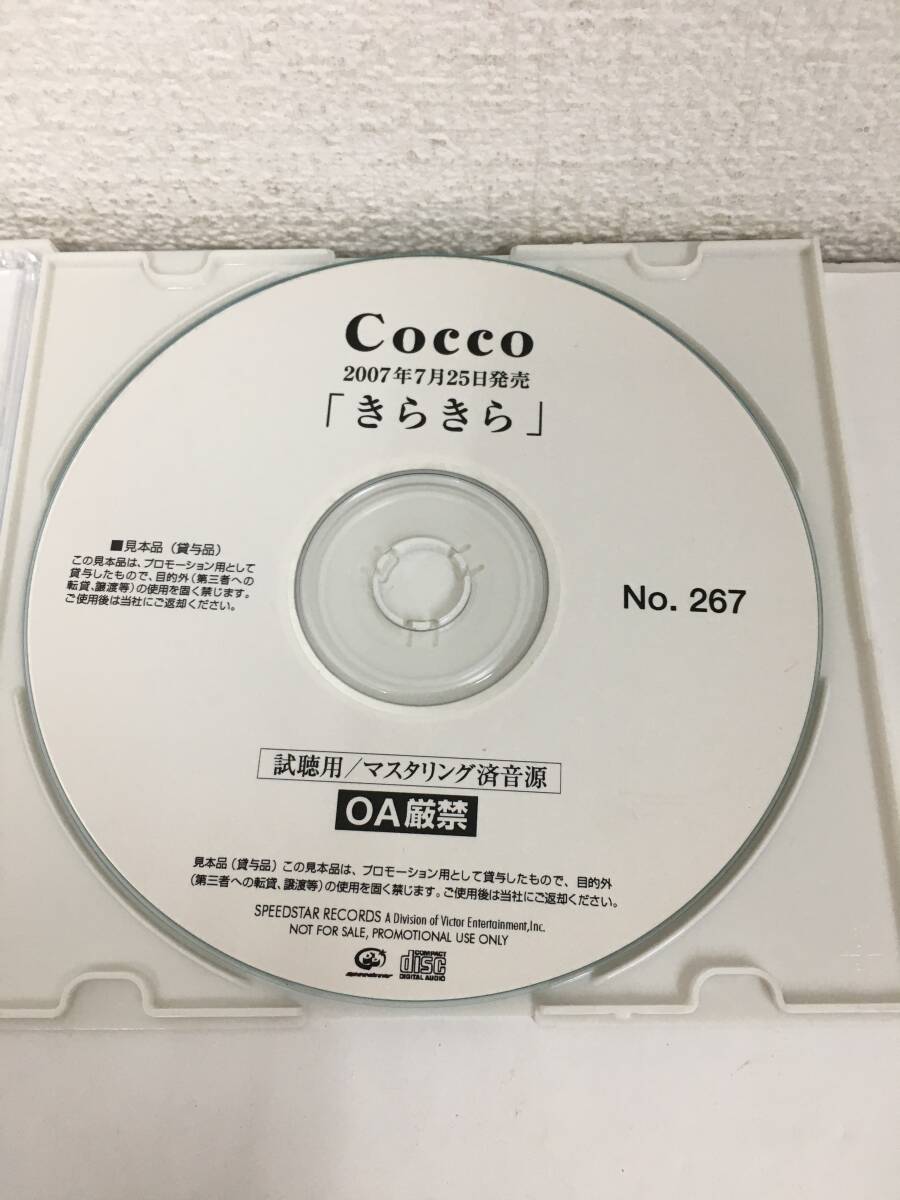 Cocco
2007年7月25日発売
「きらきら」
■見本品（貸与品）
この見本品は、プロモーション用として
貸与したもので、目的外（第三者への
転貸、譲渡等）の使用を固く禁じます。
ご使用後は当社にご返却ください。
No. 267
試聴用/マスタリング済音源
OA厳禁
見本品（貸与品）この見本品は、プロモーション用として貸与したもので、目的外
（第三者への転貸、譲渡等）の使用を固く禁じます。ご使用後は当社にご返却ください。
SPEEDSTAR RECORDS A Division of Victor Entertainment,Inc.
NOT FOR SALE, PROMOTIONAL USE ONLY
speedstar
COMPACT
disc
DIGITAL AUDIO